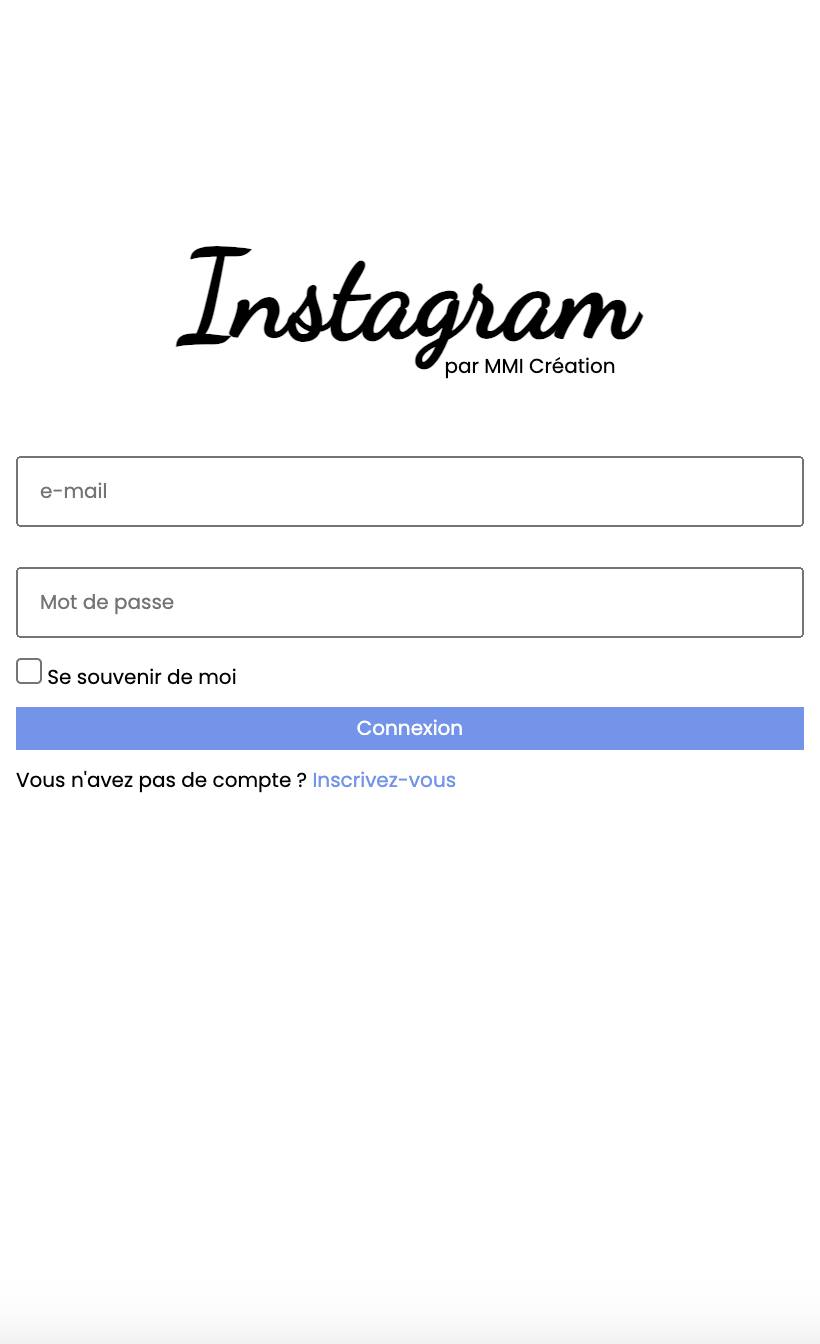 Instagram
par MMI Création
e-mail
Mot de passe
Se souvenir de moi
Connexion
Vous n'avez pas de compte ? Inscrivez-vous